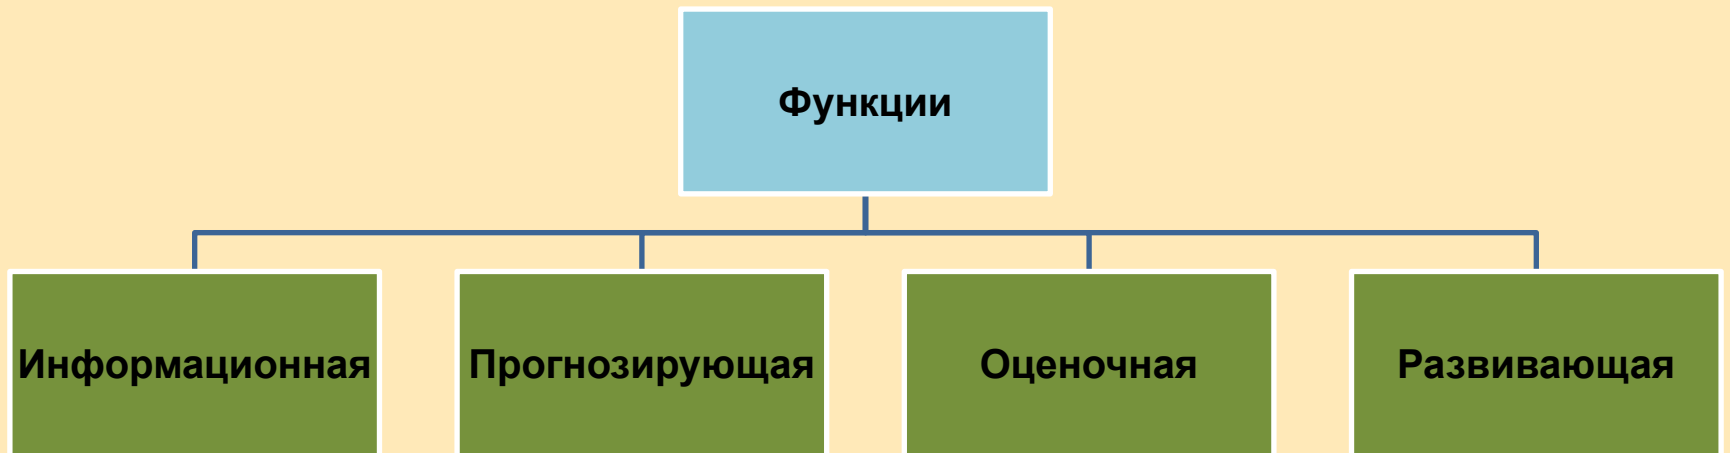 Функции
Информационная
Прогнозирующая
Оценочная
Развивающая